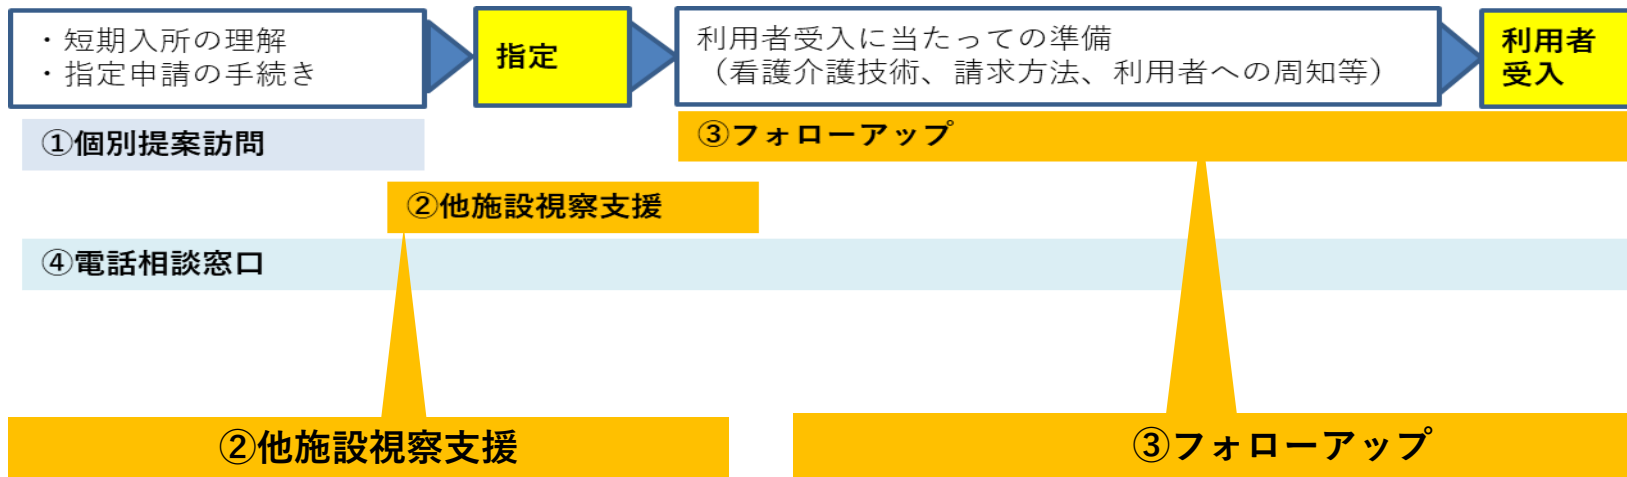 ・短期入所の理解
・指定申請の手続き
指定
利用者受入に当たっての準備
（看護介護技術、請求方法、利用者への周知等）
利用者
受入
①個別提案訪問
③フォローアップ
②他施設視察支援
④電話相談窓口
②他施設視察支援
③フォローアップ